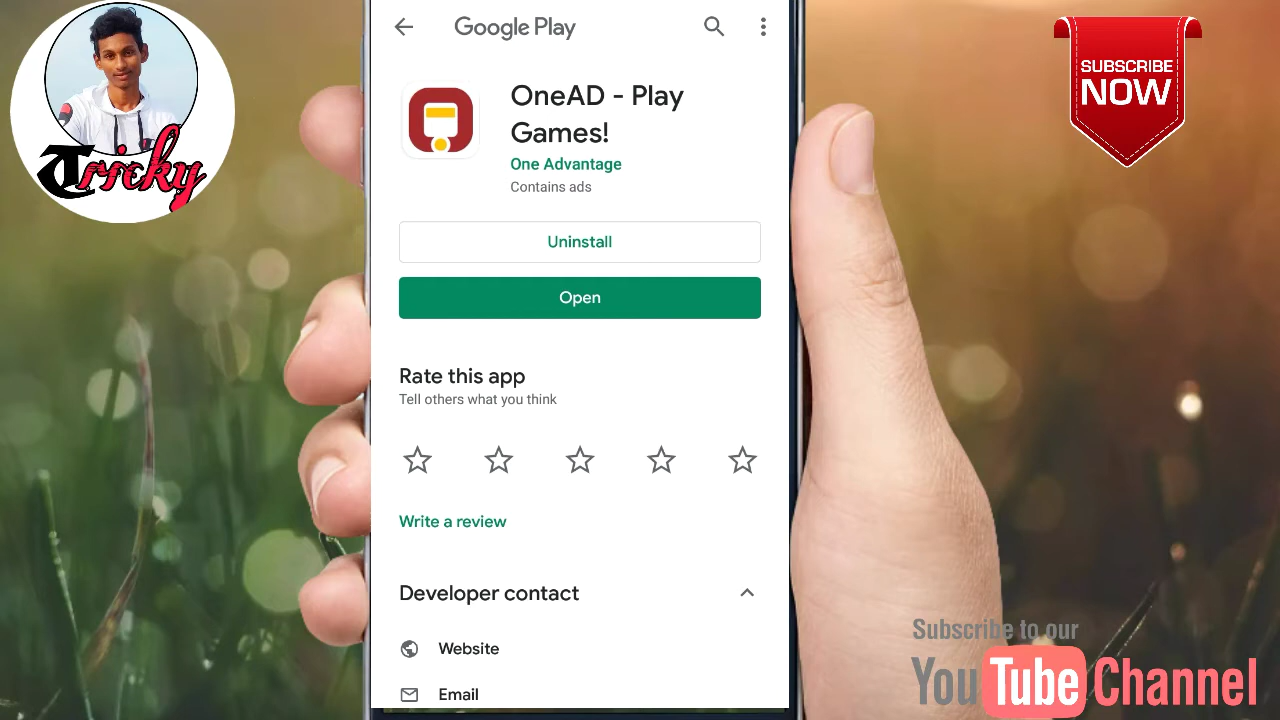 Tricky
SUBSCRIBE
NOW
Google Play
OneAD - Play
Games!
One Advantage
Contains ads
Uninstall
Open
Rate this app
Tell others what you think
Write a review
Developer contact
Website
Email
Subscribe to our
YouTube Channel